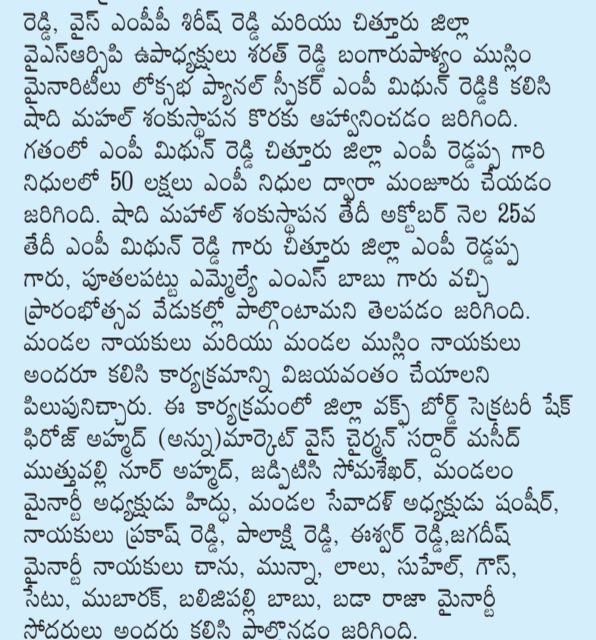 రెడ్డి, వైస్ ఎంపీపీ శిరీష్ రెడ్డి మరియు చిత్తూరు జిల్లా
వైఎస్ఆర్సిపి ఉపాధ్యక్షులు శరత్ రెడ్డి బంగారుపాళ్యం ముస్లిం
మైనారిటీలు లోక్సభ ప్యానల్ స్పీకర్ ఎంపీ మిథున్ రెడ్డికి కలిసి
షాది మహల్ శంకుస్థాపన కొరకు ఆహ్వానించడం జరిగింది.
గతంలో ఎంపీ మిథున్ రెడ్డి చిత్తూరు జిల్లా ఎంపీ రెడ్డప్ప గారి
నిధులలో 50 లక్షలు ఎంపీ నిధుల ద్వారా మంజూరు చేయడం
జరిగింది. షాది మహాల్ శంకుస్థాపన తేదీ అక్టోబర్ నెల 25వ
తేదీ ఎంపీ మిథున్ రెడ్డి గారు చిత్తూరు జిల్లా ఎంపీ రెడ్డప్ప
గారు, పూతలపట్టు ఎమ్మెల్యే ఎంఎస్ బాబు గారు వచ్చి
ప్రారంభోత్సవ వేడుకల్లో పాల్గొంటామని తెలపడం జరిగింది.
మండల నాయకులు మరియు మండల ముస్లిం నాయకులు
అందరూ కలిసి కార్యక్రమాన్ని విజయవంతం చేయాలని
పిలుపునిచ్చారు. ఈ కార్యక్రమంలో జిల్లా వక్ఫ్ బోర్డ్ సెక్రటరీ షేక్
ఫిరోజ్ అహ్మద్ (అన్ను)మార్కెట్ వైస్ చైర్మన్ సర్దార్ మసీద్
ముత్తువల్లి నూర్ అహ్మద్, జడ్పిటిసి సోమశేఖర్, మండలం
మైనార్టీ అధ్యక్షుడు హిద్ధు, మండల సేవాదళ్ అధ్యక్షుడు షంషీర్,
నాయకులు ప్రకాష్ రెడ్డి, పాలాక్షి రెడ్డి, ఈశ్వర్ రెడ్డి,జగదీష్
మైనార్టీ నాయకులు చాను, మున్నా, లాలు, సుహేల్, గౌస్,
సేటు, ముబారక్, బలిజిపల్లి బాబు, బడా రాజా మైనార్టీ
సోదరులు అందరు కలిసి పాల్గొనడం జరిగింది.